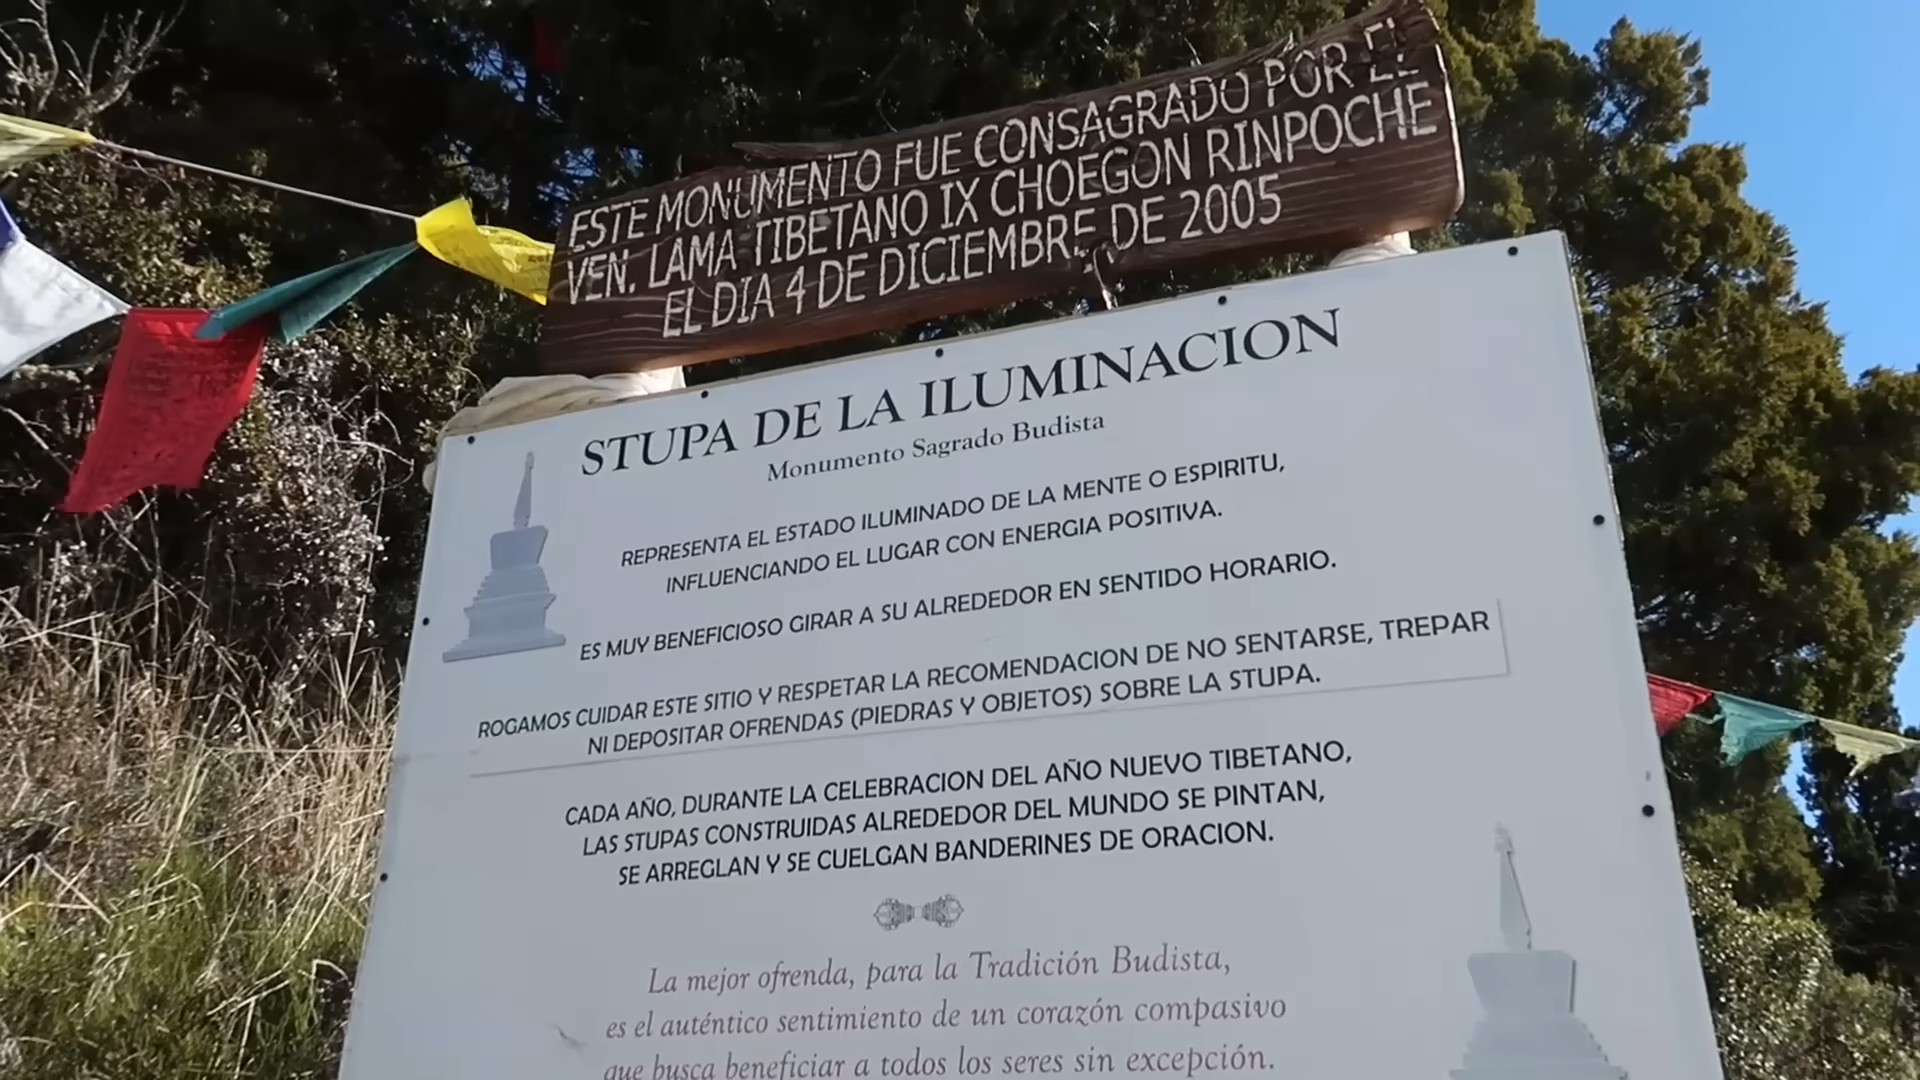 ESTE MONUMENTO FUE CONSAGRADO POR EL
VEN. LAMA TIBETANO IX CHOEGON RINPOCHE
EL DIA 4 DE DICIEMBRE DE 2005
STUPA DE LA ILUMINACION
Monumento Sagrado Budista
REPRESENTA EL ESTADO ILUMINADO DE LA MENTE O ESPIRITU,
INFLUENCIANDO EL LUGAR CON ENERGIA POSITIVA.
ES MUY BENEFICIOSO GIRAR A SU ALREDEDOR EN SENTIDO HORARIO.
ROGAMOS CUIDAR ESTE SITIO Y RESPETAR LA RECOMENDACION DE NO SENTARSE, TREPAR
NI DEPOSITAR OFRENDAS (PIEDRAS Y OBJETOS) SOBRE LA STUPA.
CADA AÑO, DURANTE LA CELEBRACION DEL AÑO NUEVO TIBETANO,
LAS STUPAS CONSTRUIDAS ALREDEDOR DEL MUNDO SE PINTAN,
SE ARREGLAN Y SE CUELGAN BANDERINES DE ORACION.
La mejor ofrenda, para la Tradición Budista,
es el auténtico sentimiento de un corazón compasivo
que busca beneficiar a todos los seres sin excepción.